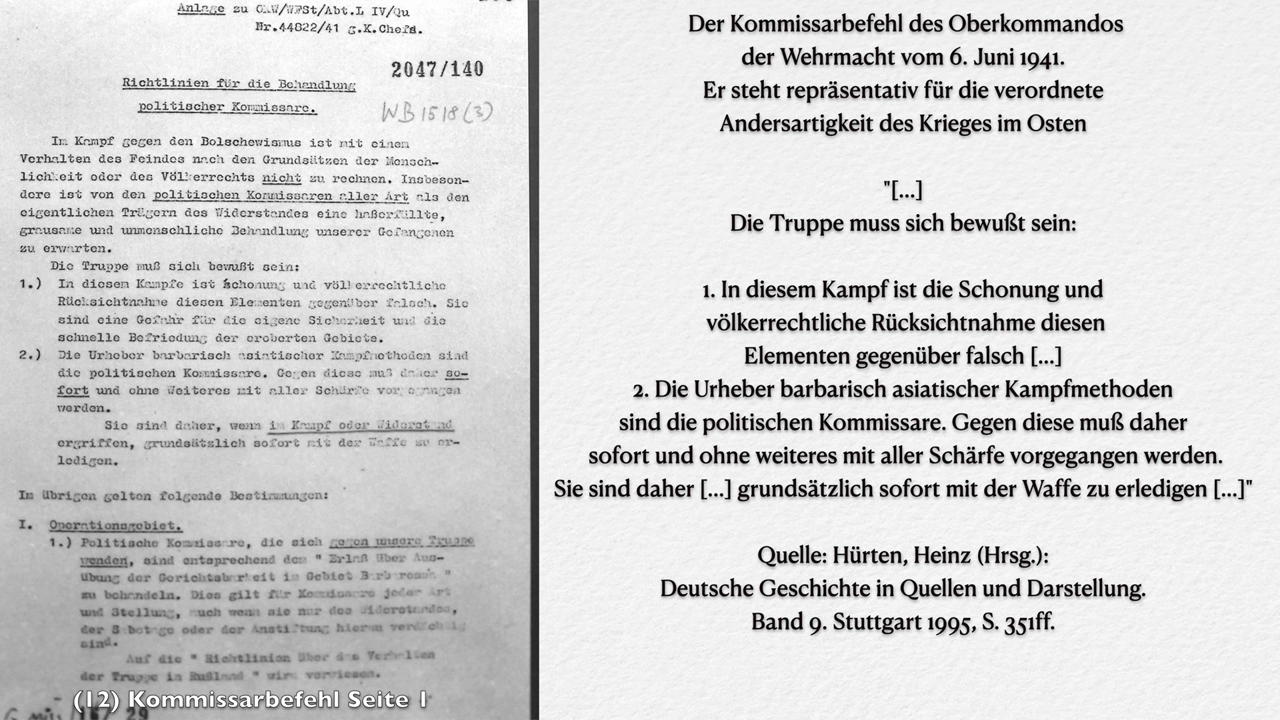 Anlage zu OKW/WFSt/Abt.L IV/Qu
Nr.44822/41 g.K.Chefs.
2047/140
Richtlinien für die Behandlung
politischer Kommissare.
WB 1518 (3)
Im Kampf gegen den Bolschewismus ist mit einem
Verhalten des Feindes nach den Grundsätzen der Mensch-
lichkeit oder des Völkerrechts nicht zu rechnen. Insbeson-
dere ist von den politischen Kommissaren aller Art als den
eigentlichen Trägern des Widerstandes eine haßerfüllte,
grausame und unmenschliche Behandlung unserer Gefangenen
zu erwarten.
Die Truppe muß sich bewußt sein:
1.) In diesem Kampfe ist Schonung und völkerrechtliche
Rücksichtnahme diesen Elementen gegenüber falsch. Sie
sind eine Gefahr für die eigene Sicherheit und die
schnelle Befriedung der eroberten Gebiete.
2.) Die Urheber barbarisch asiatischer Kampfmethoden sind
die politischen Kommissare. Gegen diese muß daher so-
fort und ohne Weiteres mit aller Schärfe vorgegangen
werden.
Sie sind daher, wenn im Kampf oder Widerstand
ergriffen, grundsätzlich sofort mit der Waffe zu er-
ledigen.
Im übrigen gelten folgende Bestimmungen:
I. Operationsgebiet.
1.) Politische Kommissare, die sich gegen unsere Truppe
wenden, sind entsprechend dem " Erlaß über Aus-
übung der Gerichtsbarkeit im Gebiet Barbarossa "
zu behandeln. Dies gilt für Kommissare jeder Art
und Stellung, auch wenn sie nur des Widerstandes,
der Sabotage oder der Anstiftung hierzu verdächtig
sind.
Auf die " Richtlinien über das Verhalten
der Truppe in Rußland " wird verwiesen.
(12) Kommissarbefehl Seite 1
Der Kommissarbefehl des Oberkommandos
der Wehrmacht vom 6. Juni 1941.
Er steht repräsentativ für die verordnete
Andersartigkeit des Krieges im Osten
"[...]
Die Truppe muss sich bewußt sein:
1. In diesem Kampf ist die Schonung und
völkerrechtliche Rücksichtnahme diesen
Elementen gegenüber falsch [...]
2. Die Urheber barbarisch asiatischer Kampfmethoden
sind die politischen Kommissare. Gegen diese muß daher
sofort und ohne weiteres mit aller Schärfe vorgegangen werden.
Sie sind daher [...] grundsätzlich sofort mit der Waffe zu erledigen [...]"
Quelle: Hürten, Heinz (Hrsg.):
Deutsche Geschichte in Quellen und Darstellung.
Band 9. Stuttgart 1995, S. 351ff.